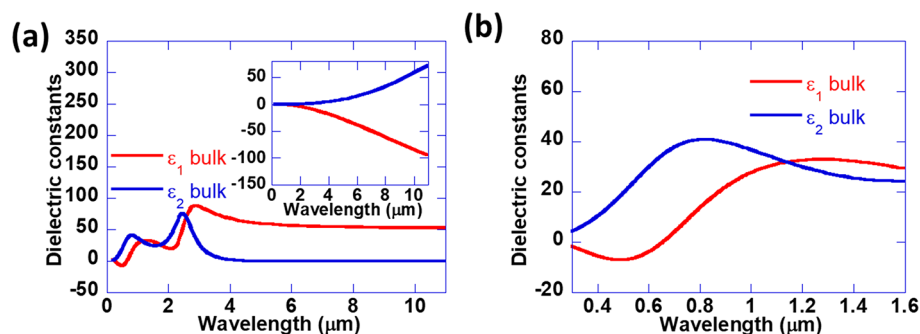 (a)
Dielectric constants
350
300
250
200
150
100
50
0
-50
ε1 bulk
ε2 bulk
50
0
-50
-100
-150
0 2 4 6 8 10
Wavelength (μm)
0 2 4 6 8 10
Wavelength (μm)
(b)
Dielectric constants
80
60
40
20
0
-20
ε1 bulk
ε2 bulk
0.4 0.6 0.8 1 1.2 1.4 1.6
Wavelength (μm)